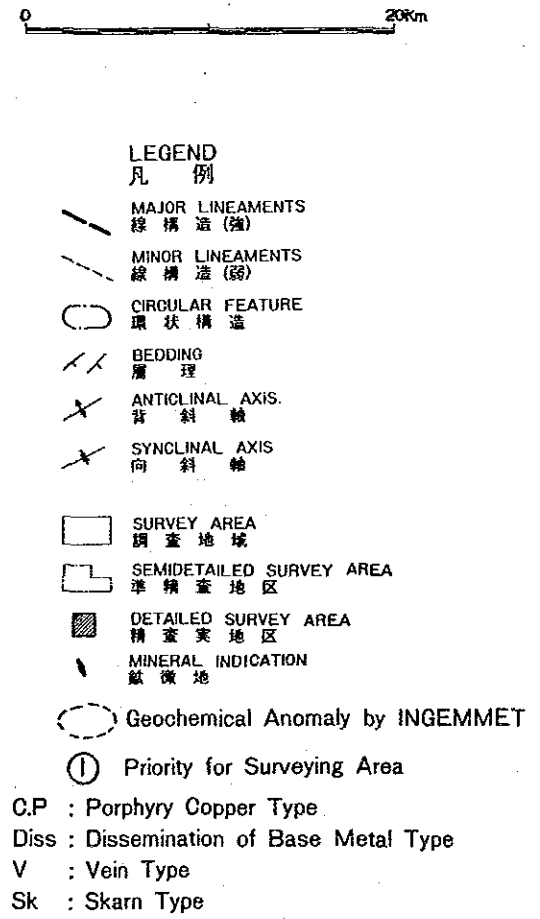 0 20Km
LEGEND
凡 例
MAJOR LINEAMENTS
線 構 造 (強)
MINOR LINEAMENTS
線 構 造 (弱)
CIRCULAR FEATURE
環 状 構 造
BEDDING
層 理
ANTICLINAL AXIS.
背 斜 軸
SYNCLINAL AXIS
向 斜 軸
SURVEY AREA
調 査 地 域
SEMIDETAILED SURVEY AREA
準 精 査 地 区
DETAILED SURVEY AREA
精 査 実 地 区
MINERAL INDICATION
鉱 徴 地
Geochemical Anomaly by INGEMMET
1 Priority for Surveying Area
C.P : Porphyry Copper Type
Diss : Dissemination of Base Metal Type
V : Vein Type
Sk : Skarn Type